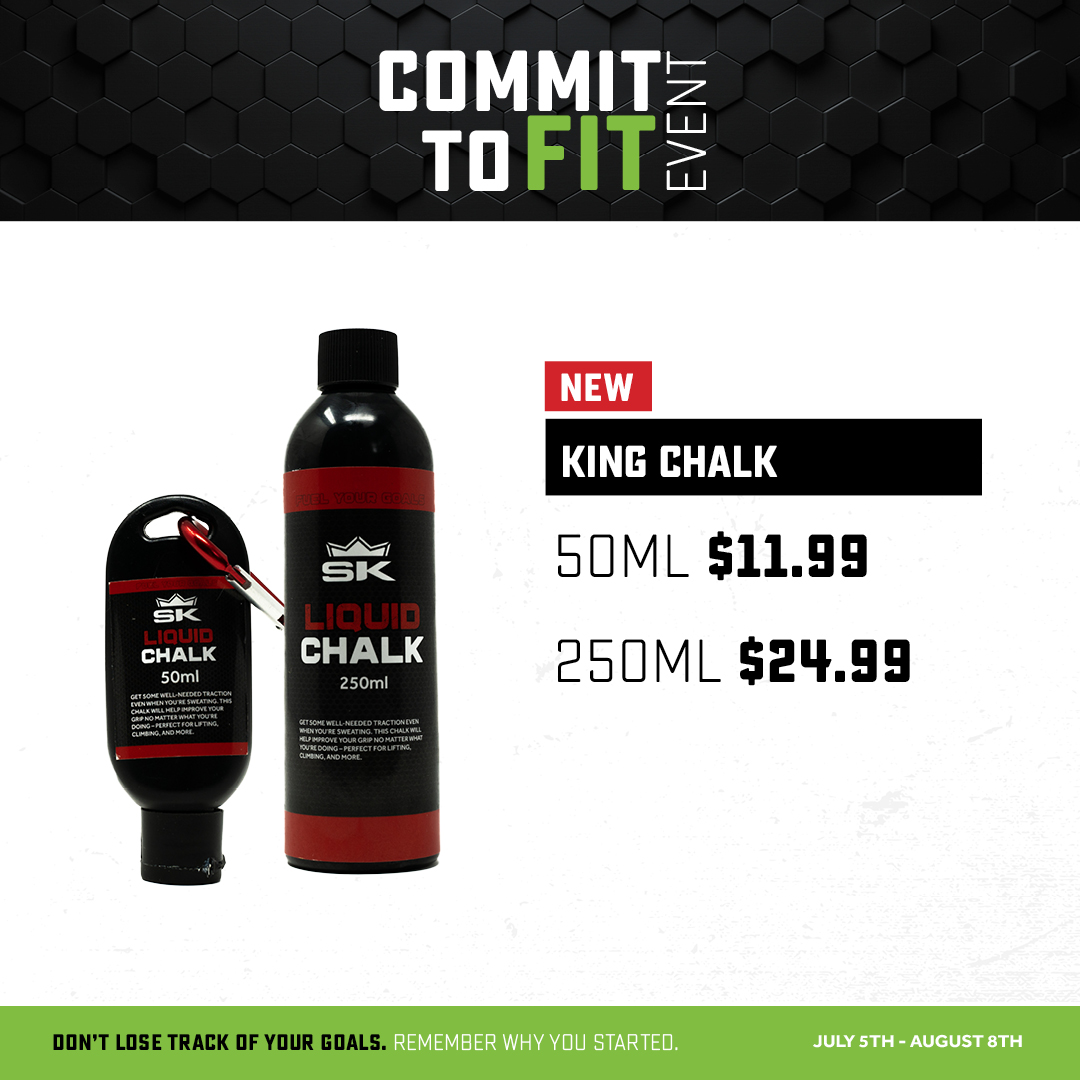 COMMIT
TO FIT
EVENT
NEW
KING CHALK
50ML $11.99
250ML $24.99
SK
LIQUID
CHALK
50ml
GET SOME WELL-NEEDED TRACTION
EVEN WHEN YOU'RE SWEATING. THIS
CHALK WILL HELP IMPROVE YOUR
GRIP NO MATTER WHAT YOU'RE
DOING – PERFECT FOR LIFTING,
CLIMBING, AND MORE.
FUEL YOUR GOALS
SK
LIQUID
CHALK
250ml
GET SOME WELL-NEEDED TRACTION EVEN
WHEN YOU'RE SWEATING. THIS CHALK WILL
HELP IMPROVE YOUR GRIP NO MATTER WHAT
YOU'RE DOING – PERFECT FOR LIFTING,
CLIMBING, AND MORE.
DON'T LOSE TRACK OF YOUR GOALS. REMEMBER WHY YOU STARTED.
JULY 5TH - AUGUST 8TH